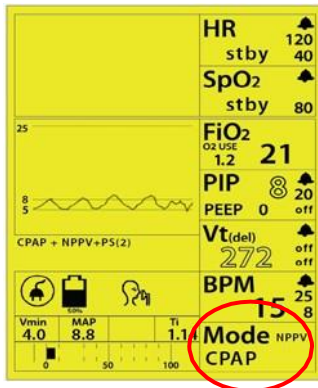 HR
120
stby 40
SpO2
stby 80
25
8
5
FiO2
O2 USE
1.2 21
PIP 8 20
PEEP 0 off
CPAP + NPPV+PS(2)
Vt(del) off
272 off
50%
BPM 25
15 8
Vmin MAP Ti
4.0 8.8 1.14
0 50 100
Mode NPPV
CPAP